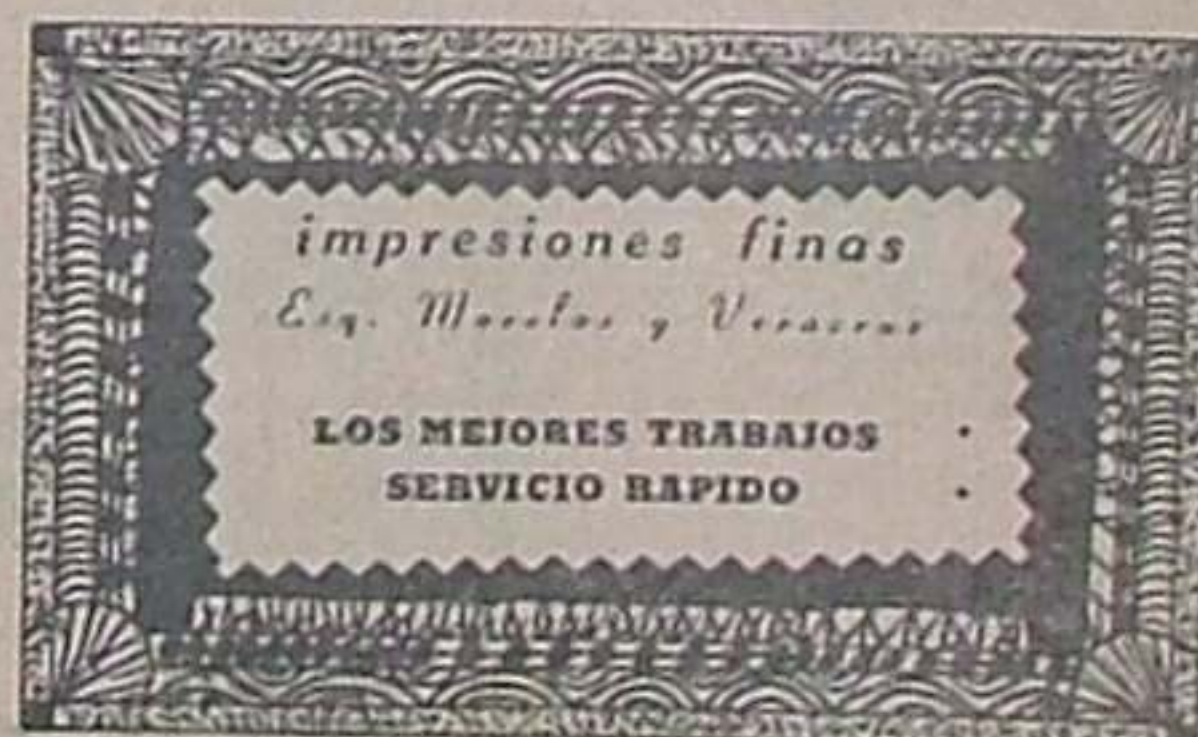 impresiones finas
Esq. Morelos y Veracruz
LOS MEJORES TRABAJOS
SERVICIO RAPIDO